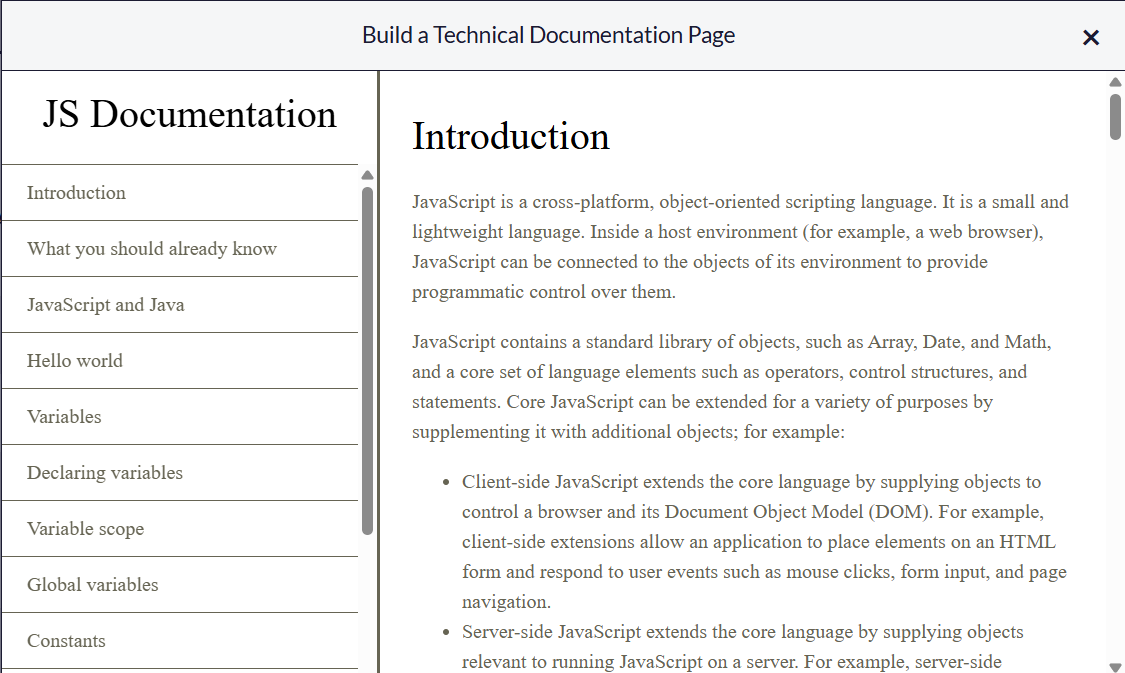 Build a Technical Documentation Page
JS Documentation
Introduction
What you should already know
JavaScript and Java
Hello world
Variables
Declaring variables
Variable scope
Global variables
Constants
Introduction
JavaScript is a cross-platform, object-oriented scripting language. It is a small and
lightweight language. Inside a host environment (for example, a web browser),
JavaScript can be connected to the objects of its environment to provide
programmatic control over them.
JavaScript contains a standard library of objects, such as Array, Date, and Math,
and a core set of language elements such as operators, control structures, and
statements. Core JavaScript can be extended for a variety of purposes by
supplementing it with additional objects; for example:
• Client-side JavaScript extends the core language by supplying objects to
control a browser and its Document Object Model (DOM). For example,
client-side extensions allow an application to place elements on an HTML
form and respond to user events such as mouse clicks, form input, and page
navigation.
• Server-side JavaScript extends the core language by supplying objects
relevant to running JavaScript on a server. For example, server-side